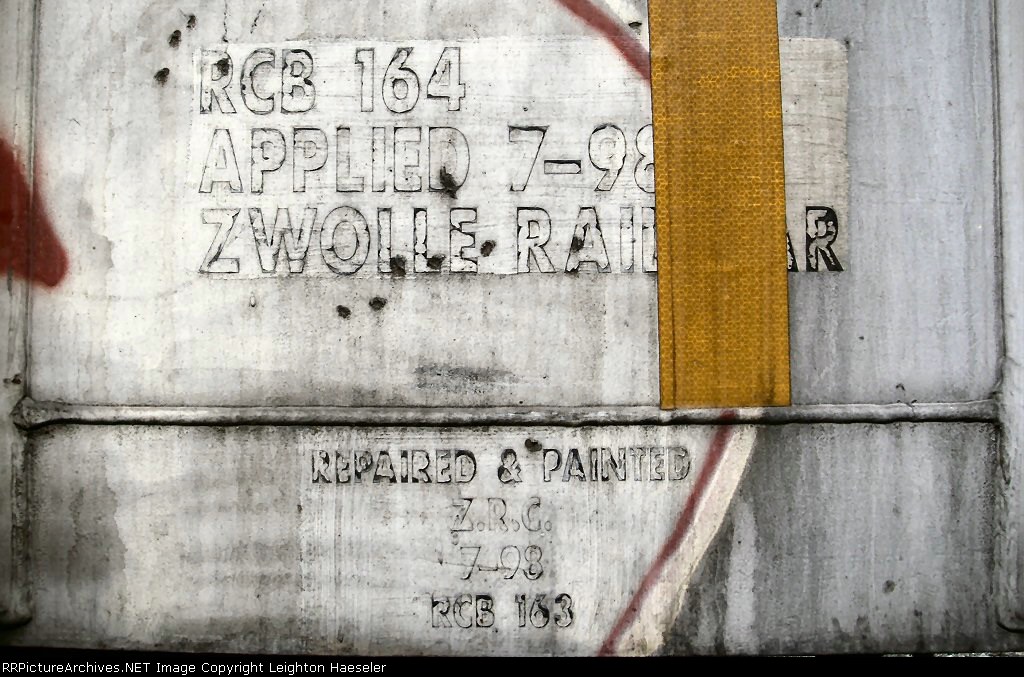 RCB 164
APPLIED 7-98
ZWOLLE RAIL AR
REPAIRED & PAINTED
Z.R.C.
7-98
RCB 163
RRPictureArchives.NET Image Copyright Leighton Haeseler